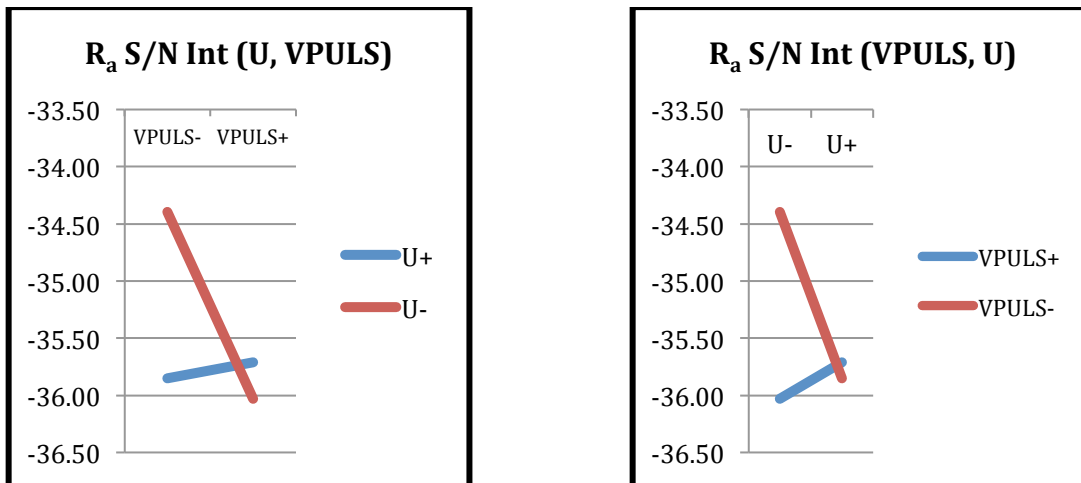 Rₐ S/N Int (U, VPULS)
-33.50
VPULS- VPULS+
-34.00
-34.50
-35.00
-35.50
-36.00
-36.50
U+
U-
Rₐ S/N Int (VPULS, U)
-33.50
U- U+
-34.00
-34.50
-35.00
-35.50
-36.00
-36.50
VPULS+
VPULS-